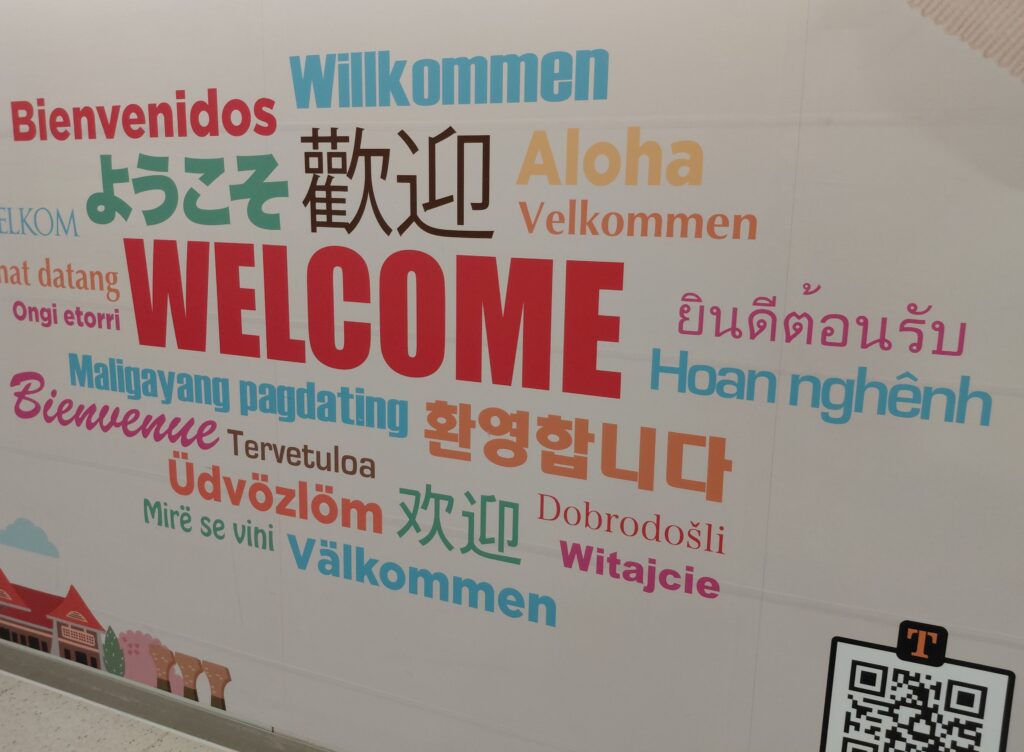 Willkommen
Bienvenidos
ようこそ
歡迎
Aloha
ELKOM
Velkommen
WELCOME
datang
Ongi etorri
ยินดีต้อนรับ
Hoan nghênh
Maligayang pagdating
Bienvenue
Tervetuloa
환영합니다
Üdvözlöm
欢迎
Dobrodošli
Mirë se vini
Välkommen
Witajcie
T